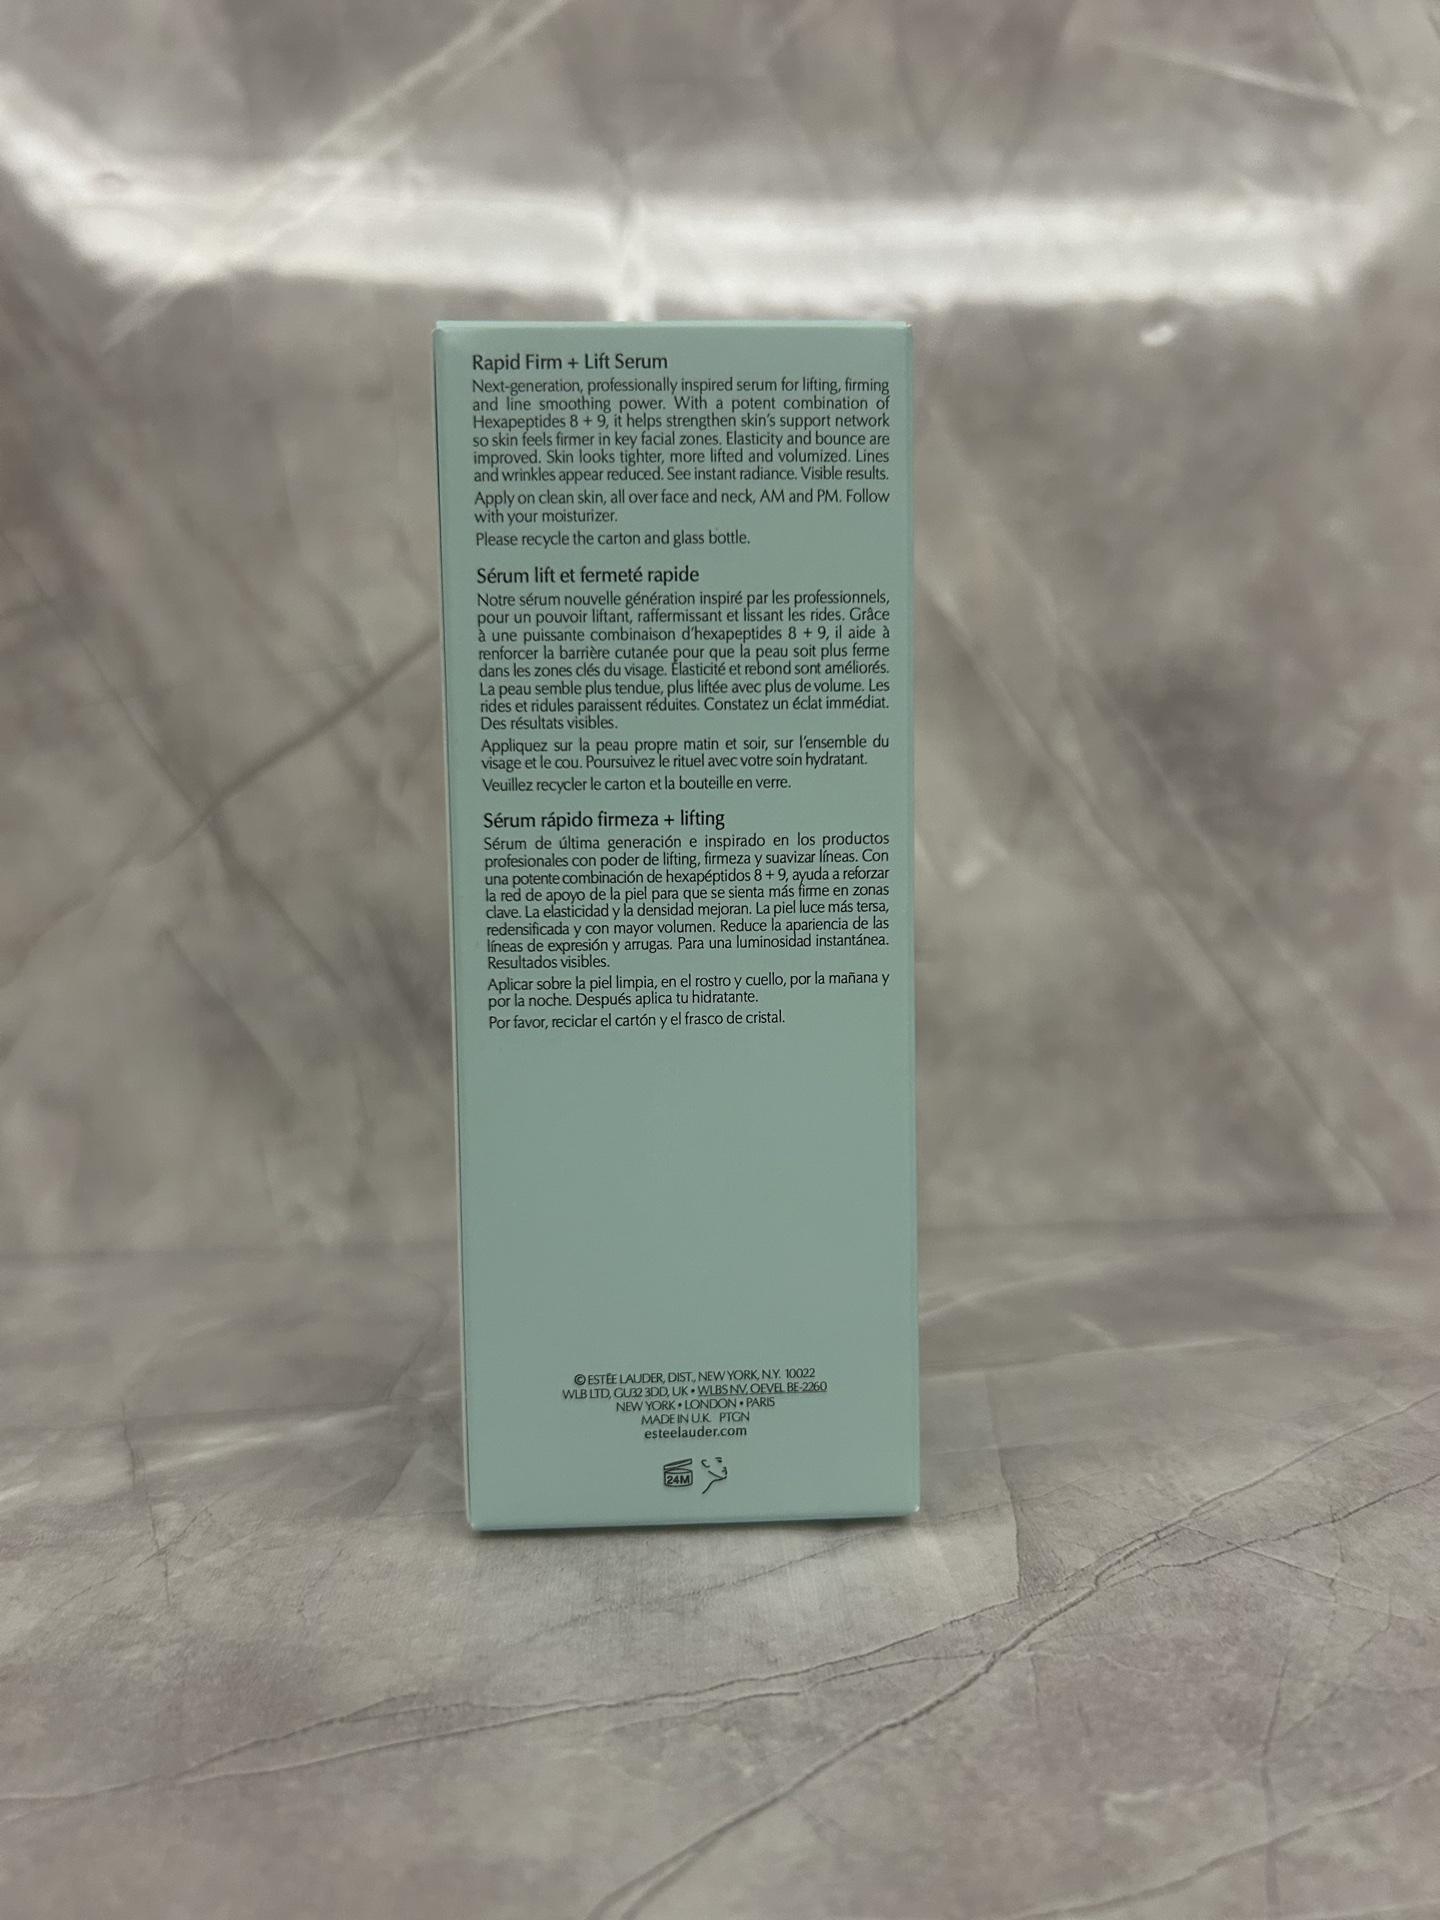 Rapid Firm + Lift Serum
Next-generation, professionally inspired serum for lifting, firming
and line smoothing power. With a potent combination of
Hexapeptides 8 + 9, it helps strengthen skin's support network
so skin feels firmer in key facial zones. Elasticity and bounce are
improved. Skin looks tighter, more lifted and volumized. Lines
and wrinkles appear reduced. See instant radiance. Visible results.
Apply on clean skin, all over face and neck, AM and PM. Follow
with your moisturizer.
Please recycle the carton and glass bottle.
Sérum lift et fermeté rapide
Notre sérum nouvelle génération inspiré par les professionnels,
pour un pouvoir liftant, raffermissant et lissant les rides. Grâce
à une puissante combinaison d'hexapeptides 8 + 9, il aide à
renforcer la barrière cutanée pour que la peau soit plus ferme
dans les zones clés du visage. Élasticité et rebond sont améliorés.
La peau semble plus tendue, plus liftée avec plus de volume. Les
rides et ridules paraissent réduites. Constatez un éclat immédiat.
Des résultats visibles.
Appliquez sur la peau propre matin et soir, sur l'ensemble du
visage et le cou. Poursuivez le rituel avec votre soin hydratant.
Veuillez recycler le carton et la bouteille en verre.
Sérum rápido firmeza + lifting
Sérum de última generación e inspirado en los productos
profesionales con poder de lifting, firmeza y suavizar líneas. Con
una potente combinación de hexapéptidos 8 + 9, ayuda a reforzar
la red de apoyo de la piel para que se sienta más firme en zonas
clave. La elasticidad y la densidad mejoran. La piel luce más tersa,
redensificada y con mayor volumen. Reduce la apariencia de las
líneas de expresión y arrugas. Para una luminosidad instantánea.
Resultados visibles.
Aplicar sobre la piel limpia, en el rostro y cuello, por la mañana y
por la noche. Después aplica tu hidratante.
Por favor, reciclar el cartón y el frasco de cristal.
© ESTĒE LAUDER, DIST., NEW YORK, N.Y. 10022
WLB LTD, GU32 3DD, UK • WLBS NV, OEVEL BE-2260
NEW YORK • LONDON • PARIS
MADE IN U.K. PTGN
esteelauder.com
24M